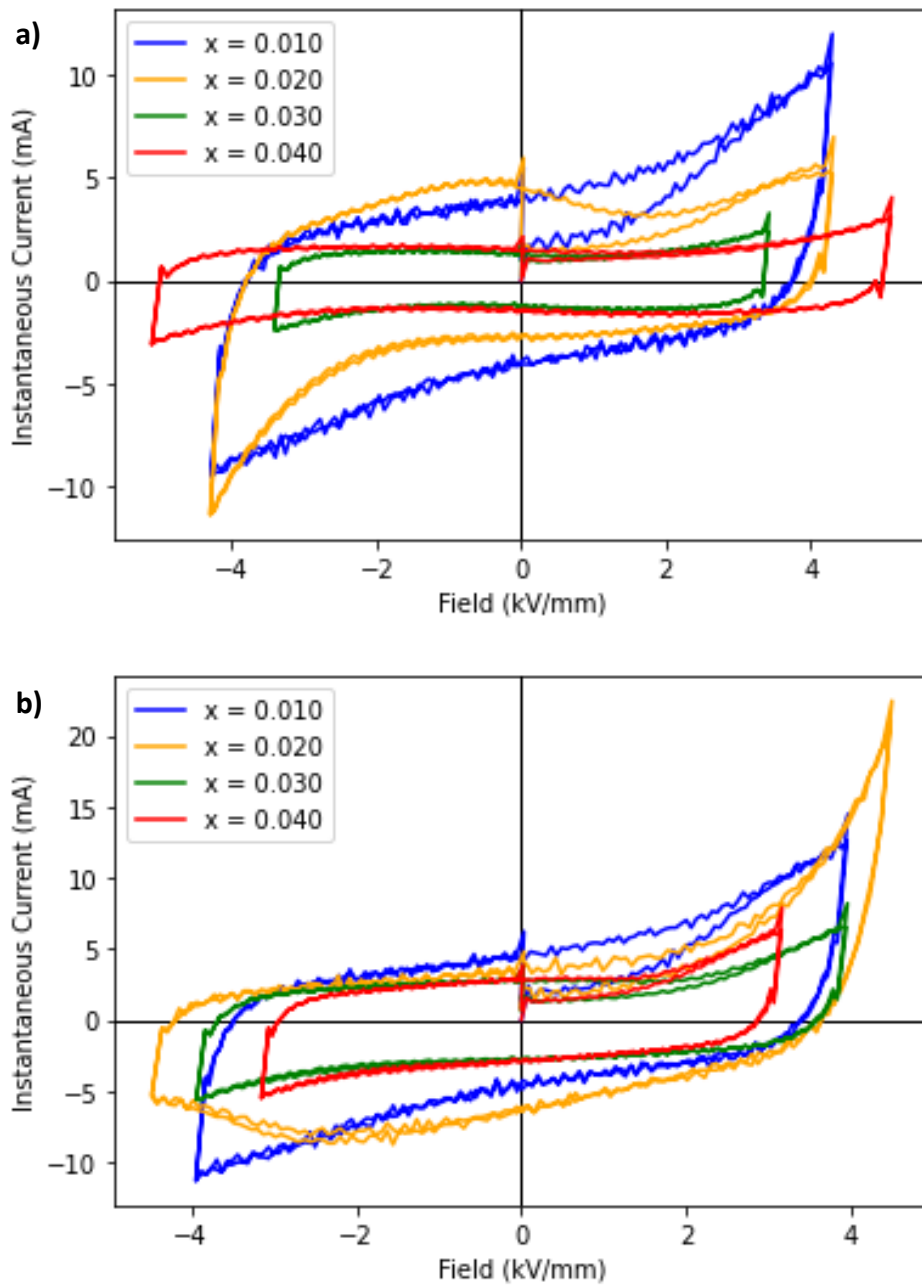 a)
x = 0.010
x = 0.020
x = 0.030
x = 0.040
10
5
0
−5
−10
Instantaneous Current (mA)
−4 −2 0 2 4
Field (kV/mm)
b)
x = 0.010
x = 0.020
x = 0.030
x = 0.040
20
15
10
5
0
−5
−10
Instantaneous Current (mA)
−4 −2 0 2 4
Field (kV/mm)